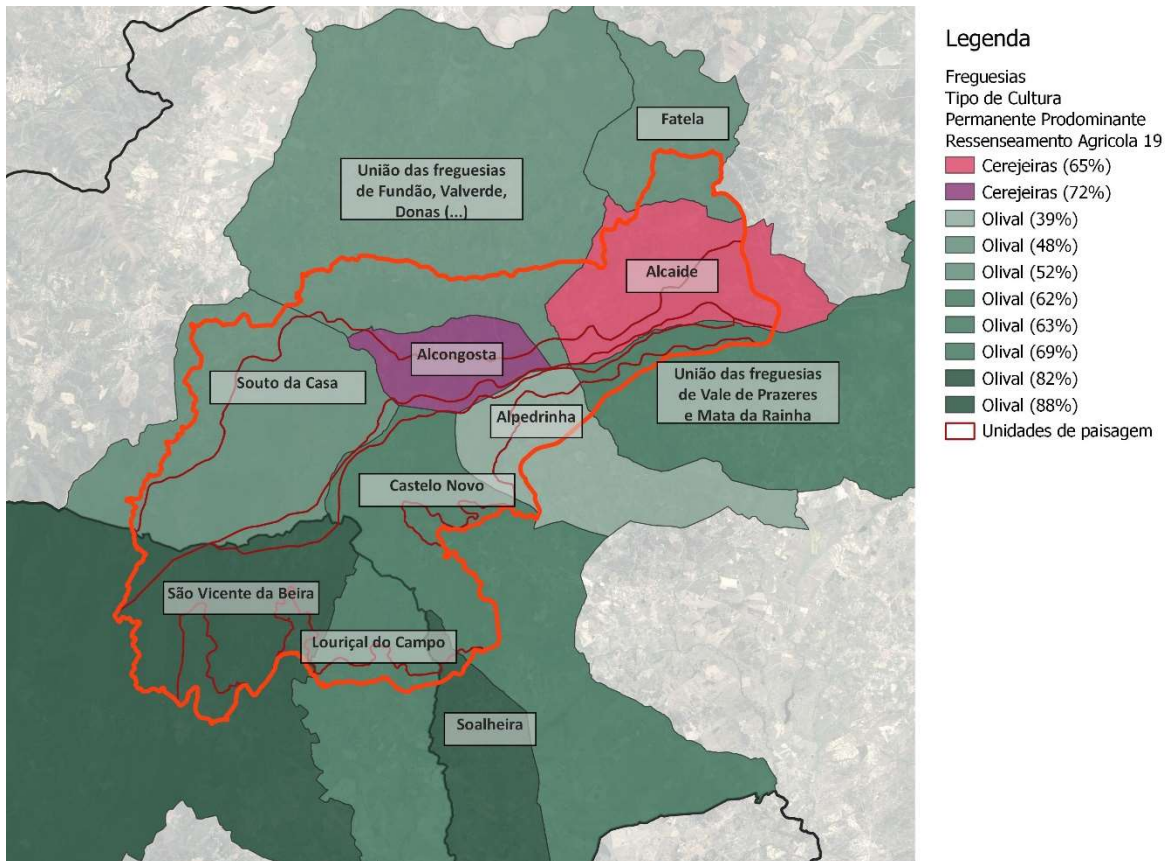 Fatela
União das freguesias
de Fundão, Valverde,
Donas (...)
Alcaide
Alcongosta
Souto da Casa
União das freguesias
de Vale de Prazeres
e Mata da Rainha
Alpedrinha
Castelo Novo
São Vicente da Beira
Louriçal do Campo
Soalheira
Legenda
Freguesias
Tipo de Cultura
Permanente Prodominante
Ressenseamento Agricola 19
Cerejeiras (65%)
Cerejeiras (72%)
Olival (39%)
Olival (48%)
Olival (52%)
Olival (62%)
Olival (63%)
Olival (69%)
Olival (82%)
Olival (88%)
Unidades de paisagem